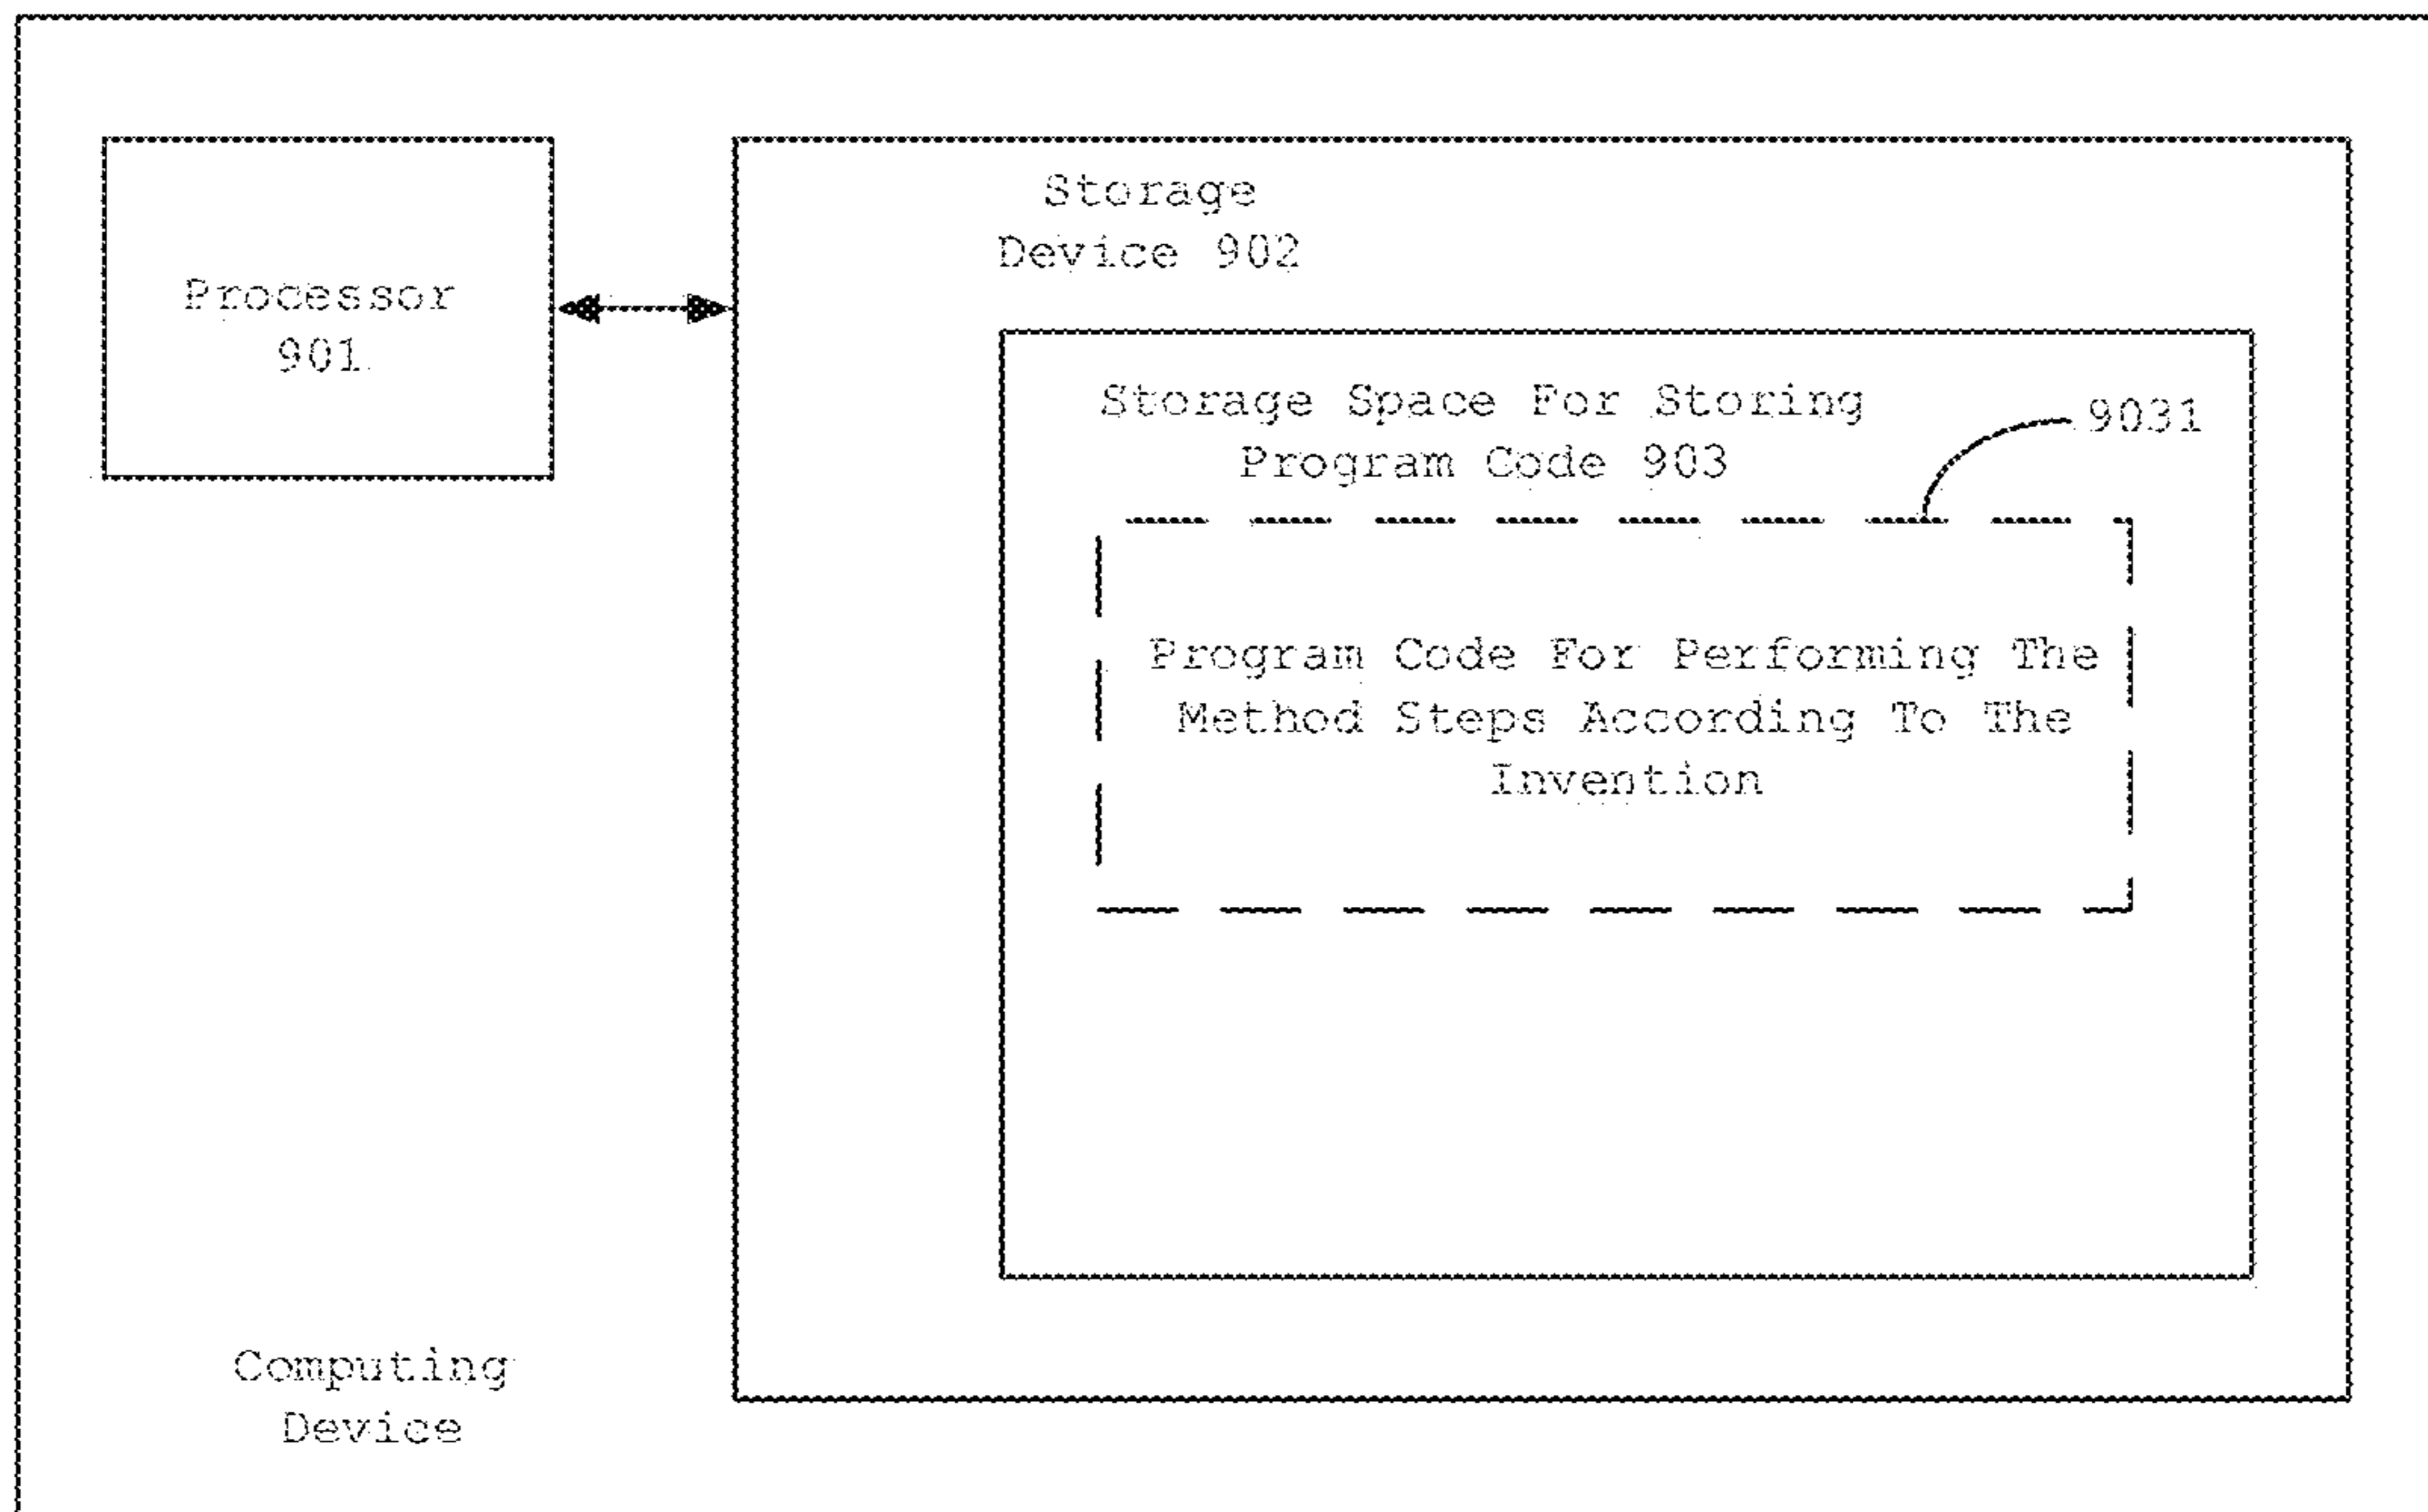 Storage
Device 902
Processor
901
Storage Space For Storing
Program Code 903
9031
Program Code For Performing The
Method Steps According To The
Invention
Computing
Device